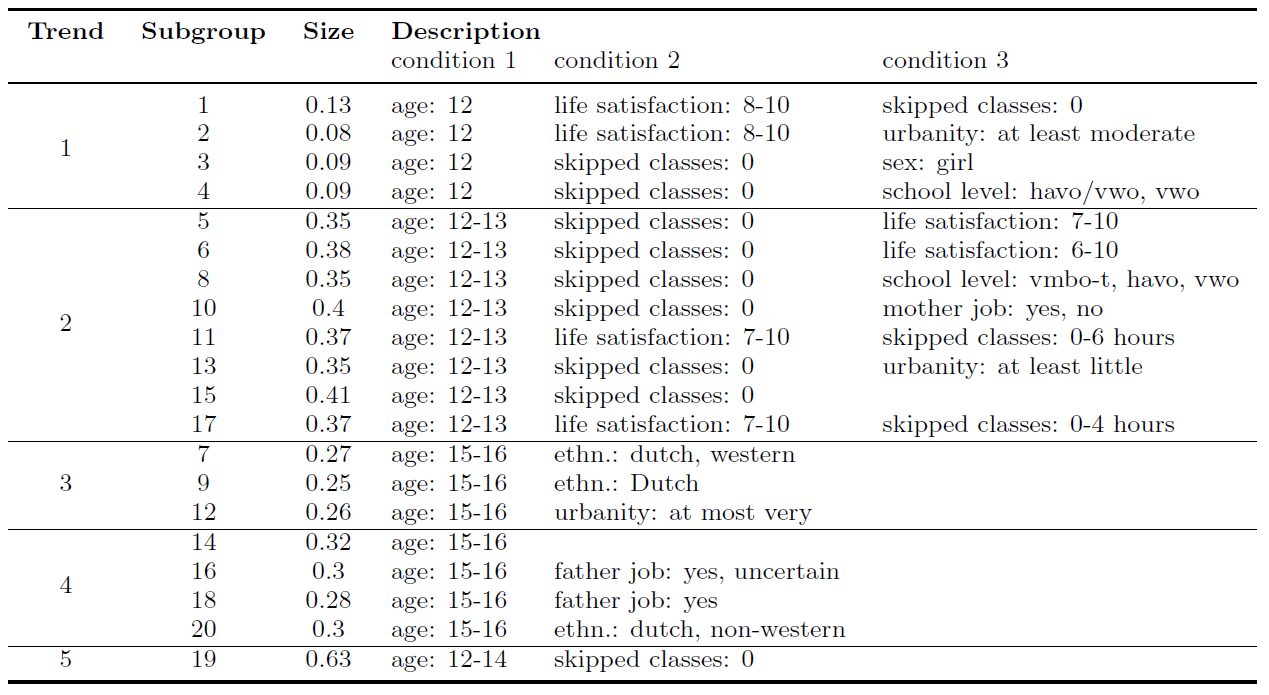 Trend Subgroup Size Description
condition 1 condition 2 condition 3
1 0.13 age: 12 life satisfaction: 8-10 skipped classes: 0
2 0.08 age: 12 life satisfaction: 8-10 urbanity: at least moderate
1
3 0.09 age: 12 skipped classes: 0 sex: girl
4 0.09 age: 12 skipped classes: 0 school level: havo/vwo, vwo
5 0.35 age: 12-13 skipped classes: 0 life satisfaction: 7-10
6 0.38 age: 12-13 skipped classes: 0 life satisfaction: 6-10
8 0.35 age: 12-13 skipped classes: 0 school level: vmbo-t, havo, vwo
10 0.4 age: 12-13 skipped classes: 0 mother job: yes, no
2
11 0.37 age: 12-13 life satisfaction: 7-10 skipped classes: 0-6 hours
13 0.35 age: 12-13 skipped classes: 0 urbanity: at least little
15 0.41 age: 12-13 skipped classes: 0
17 0.37 age: 12-13 life satisfaction: 7-10 skipped classes: 0-4 hours
7 0.27 age: 15-16 ethn.: dutch, western
3 9 0.25 age: 15-16 ethn.: Dutch
12 0.26 age: 15-16 urbanity: at most very
14 0.32 age: 15-16
16 0.3 age: 15-16 father job: yes, uncertain
4
18 0.28 age: 15-16 father job: yes
20 0.3 age: 15-16 ethn.: dutch, non-western
5 19 0.63 age: 12-14 skipped classes: 0